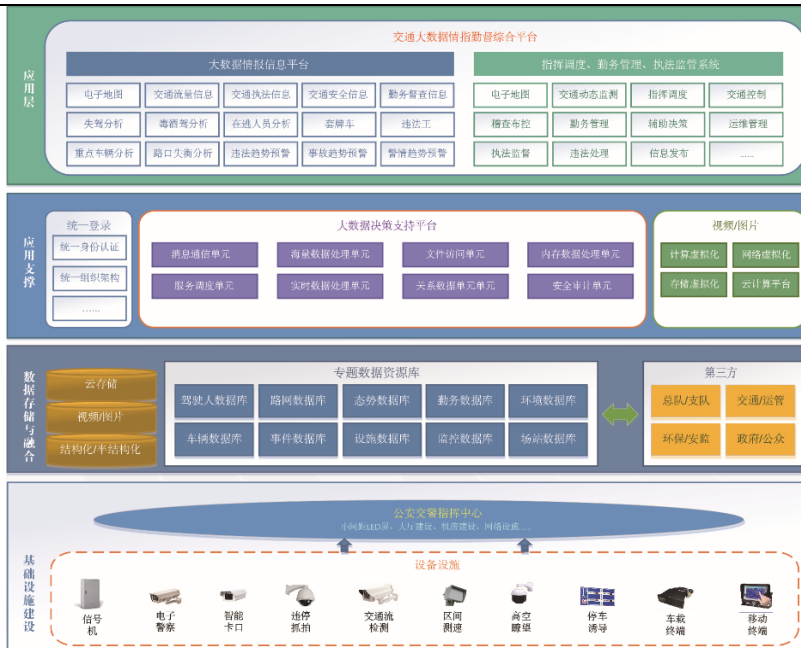 应用层
交通大数据情指勤督综合平台
大数据情报信息平台
电子地图 交通流量信息 交通执法信息 交通安全信息 勤务督查信息
失驾分析 毒酒驾分析 在逃人员分析 套牌车 违法王
重点车辆分析 路口失衡分析 违法趋势预警 事故趋势预警 警情趋势预警
指挥调度、勤务管理、执法监管系统
电子地图 交通动态监测 指挥调度 交通控制
稽查布控 勤务管理 辅助决策 运维管理
执法监督 违法处理 信息发布 ......
应用支撑
统一登录
统一身份认证
统一组织架构
......
大数据决策支持平台
消息通信单元 海量数据处理单元 文件访问单元 内存数据处理单元
服务调度单元 实时数据处理单元 关系数据单元单元 安全审计单元
视频/图片
计算虚拟化 网络虚拟化
存储虚拟化 云计算平台
数据存储与融合
云存储
视频/图片
结构化/半结构化
专题数据资源库
驾驶人数据库 路网数据库 态势数据库 勤务数据库 环境数据库
车辆数据库 事件数据库 设施数据库 监控数据库 场站数据库
第三方
总队/支队 交通/运管
环保/安监 政府/公众
基础设施建设
公安交警指挥中心
小间距LED屏、大厅建设、机房建设、网络设施.....
设备设施
信号机
电子警察
智能卡口
违停抓拍
交通流检测
区间测速
高空瞭望
停车诱导
车载终端
移动终端